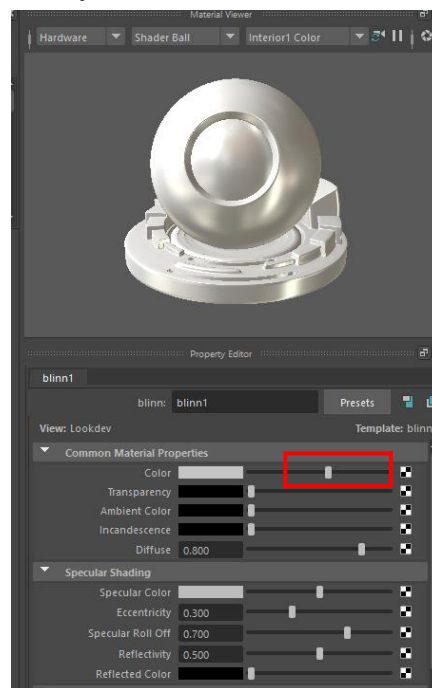 Material Viewer
Hardware Shader Ball Interior1 Color
Property Editor
blinn1
blinn: blinn1 Presets
View: Lookdev Template: blinn
Common Material Properties
Color
Transparency
Ambient Color
Incandescence
Diffuse 0.800
Specular Shading
Specular Color
Eccentricity 0.300
Specular Roll Off 0.700
Reflectivity 0.500
Reflected Color